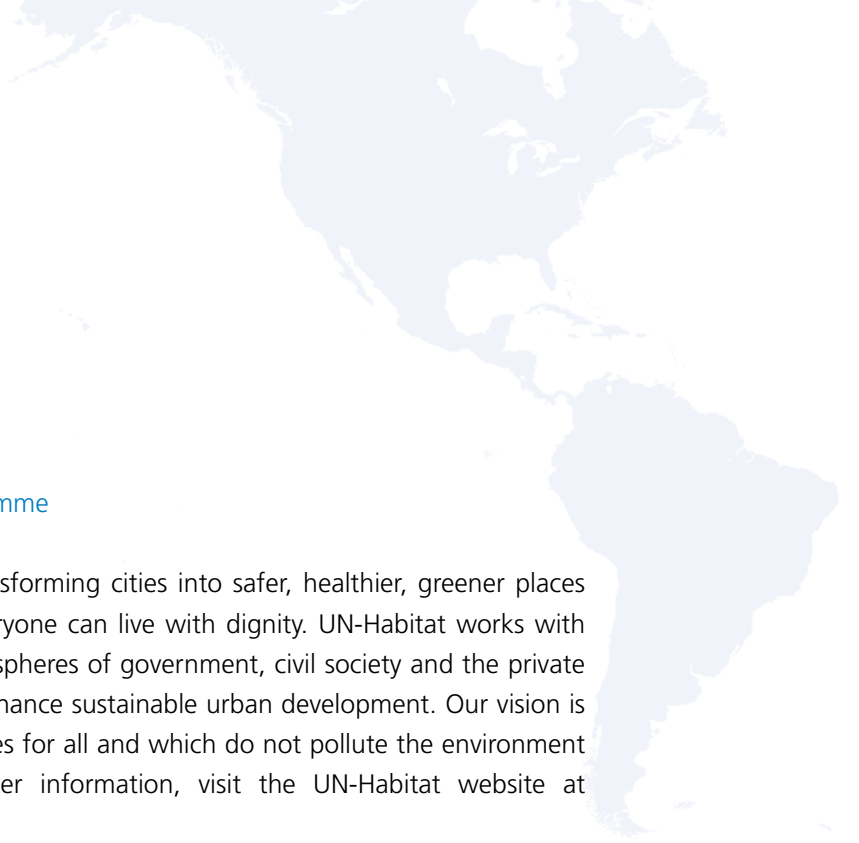 mme
sforming cities into safer, healthier, greener places
ryone can live with dignity. UN-Habitat works with
spheres of government, civil society and the private
nance sustainable urban development. Our vision is
es for all and which do not pollute the environment
er information, visit the UN-Habitat website at